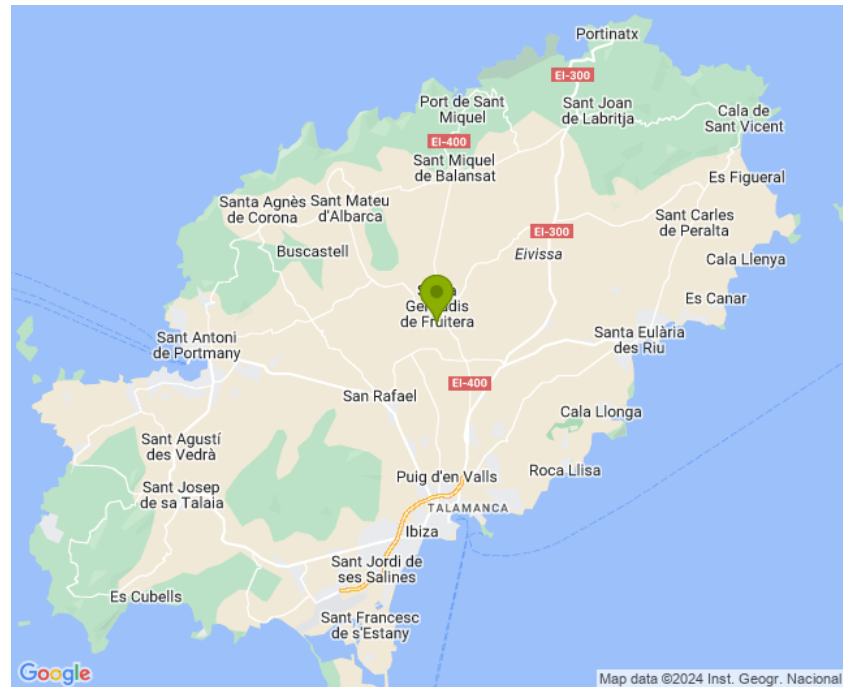 Portinatx
EI-300
Port de Sant
Miquel
Sant Joan
de Labritja
Cala de
Sant Vicent
EI-400
Sant Miquel
de Balansat
Es Figueral
Santa Agnès
de Corona
Sant Mateu
d'Albarca
Sant Carles
de Peralta
EI-300
Buscastell
Eivissa
Cala Llenya
de Fruitera
Es Canar
Sant Antoni
de Portmany
Santa Eulària
des Riu
EI-400
San Rafael
Cala Llonga
Sant Agustí
des Vedrà
Roca Llisa
Puig d'en Valls
Sant Josep
de sa Talaia
TALAMANCA
Ibiza
Sant Jordi de
ses Salines
Es Cubells
Sant Francesc
de s'Estany
Google
Map data ©2024 Inst. Geogr. Nacional